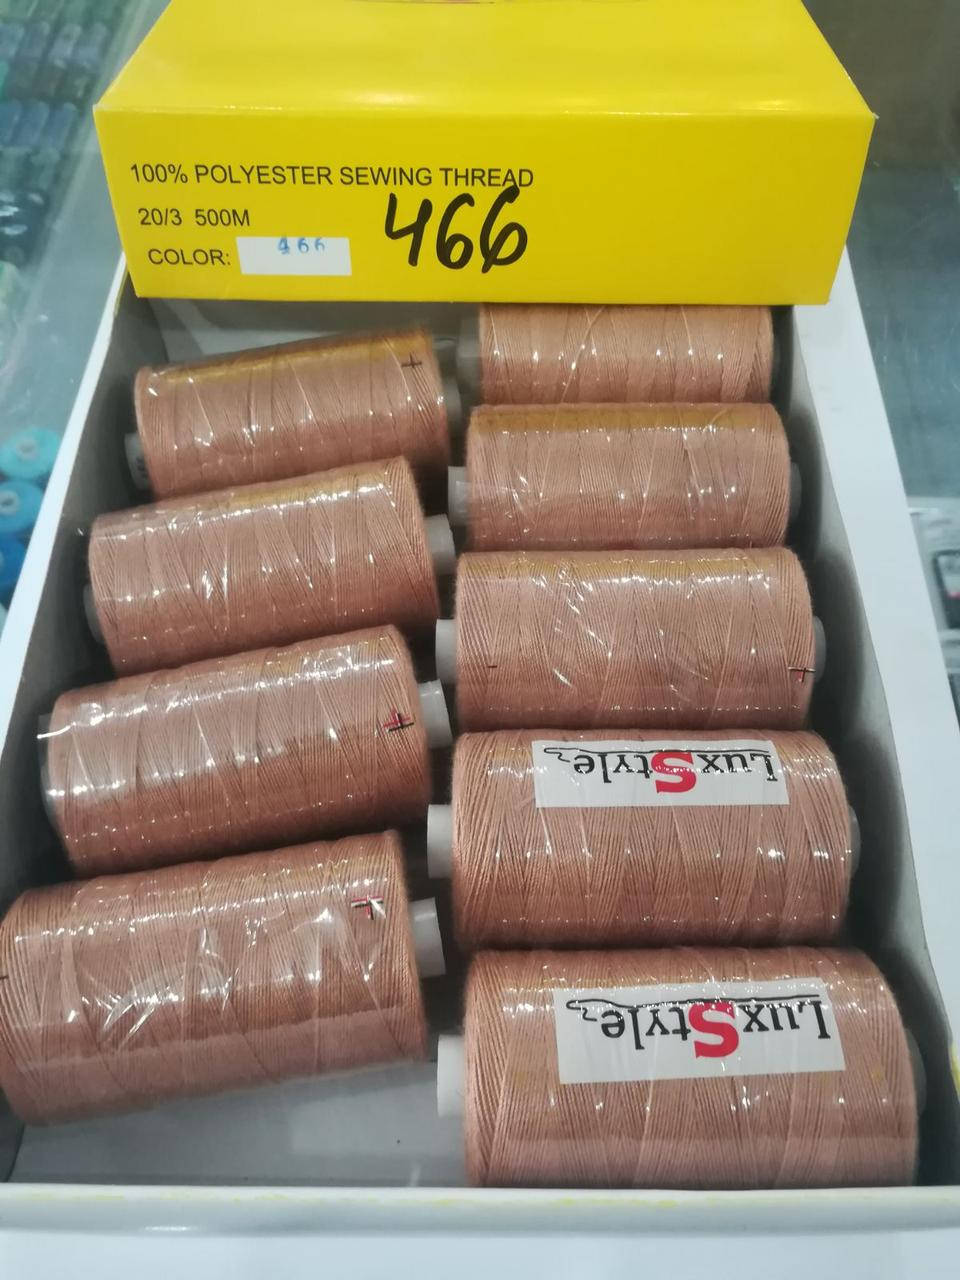 100% POLYESTER SEWING THREAD
20/3 500M
466
COLOR: 466
LuxStyle
LuxStyle